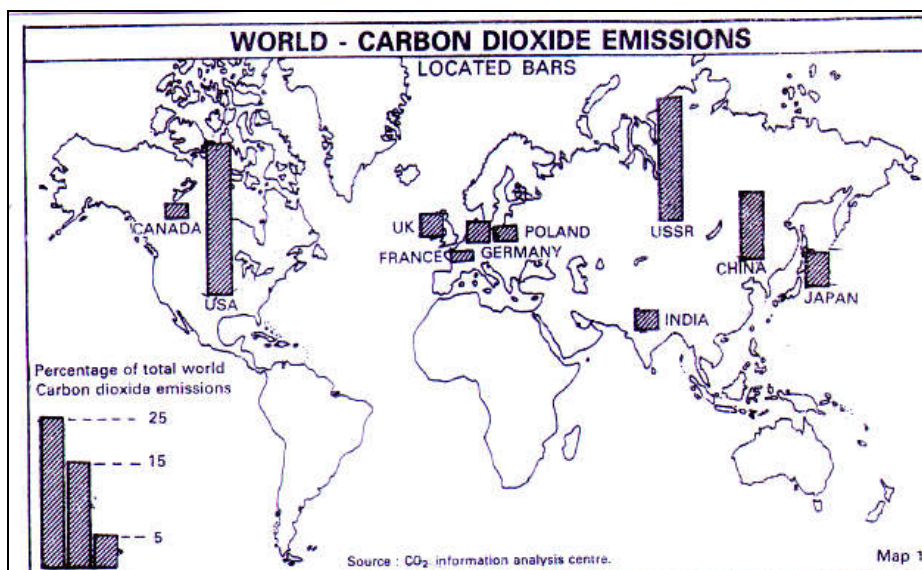 WORLD - CARBON DIOXIDE EMISSIONS
LOCATED BARS
CANADA
USA
UK
FRANCE
GERMANY
POLAND
USSR
CHINA
JAPAN
INDIA
Percentage of total world
Carbon dioxide emissions
25
15
5
Source : CO₂ information analysis centre.
Map 1